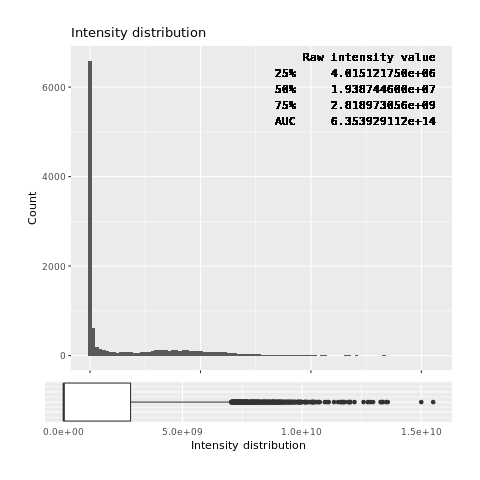 Intensity distribution
Raw intensity value
25% 4.015121750e+06
50% 1.938744600e+07
75% 2.818973056e+09
AUC 6.353929112e+14
6000
4000
2000
0
Count
0.0e+00 5.0e+09 1.0e+10 1.5e+10
Intensity distribution